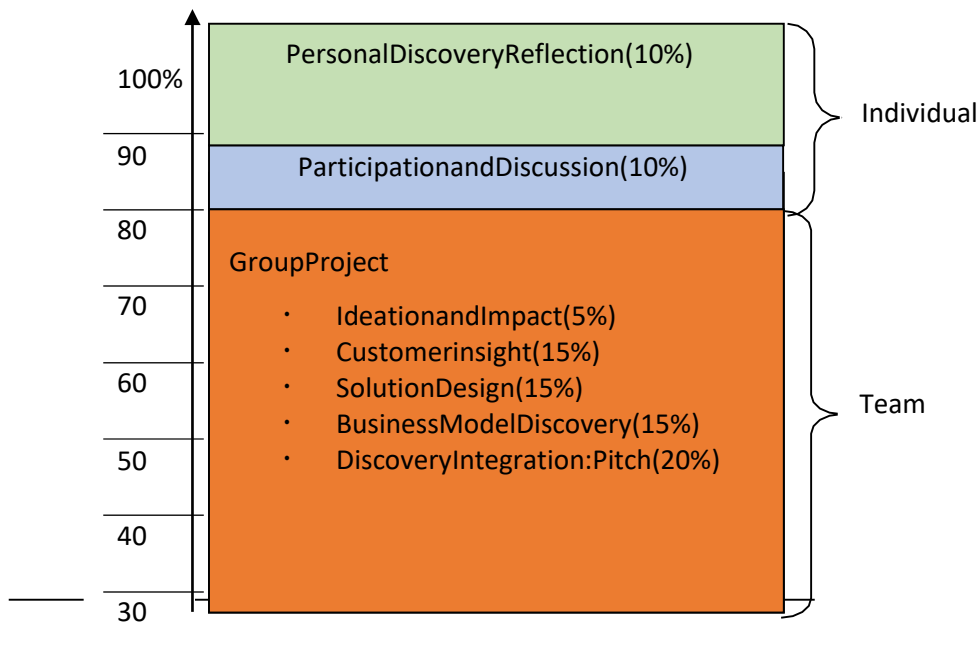 PersonalDiscoveryReflection(10%)
100%
Individual
90
ParticipationandDiscussion(10%)
80
GroupProject
70
· IdeationandImpact(5%)
· Customerinsight(15%)
60
· SolutionDesign(15%)
Team
· BusinessModelDiscovery(15%)
50
· DiscoveryIntegration:Pitch(20%)
40
30